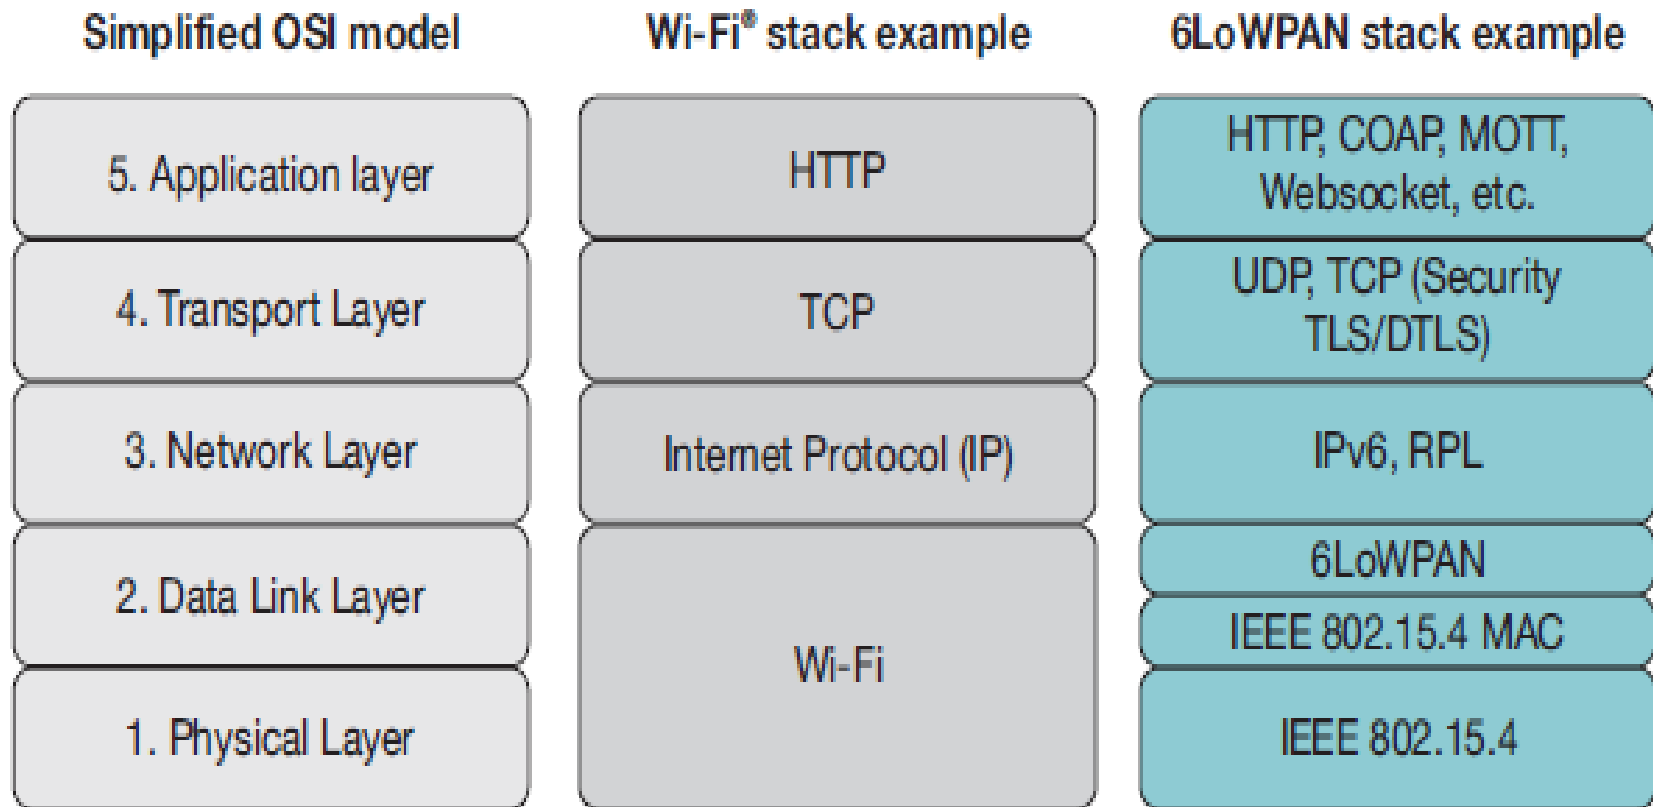 Simplified OSI model
Wi-Fi® stack example
6LoWPAN stack example
5. Application layer
HTTP
HTTP, COAP, MOTT,
Websocket, etc.
4. Transport Layer
TCP
UDP, TCP (Security
TLS/DTLS)
3. Network Layer
Internet Protocol (IP)
IPv6, RPL
2. Data Link Layer
Wi-Fi
6LoWPAN
IEEE 802.15.4 MAC
1. Physical Layer
IEEE 802.15.4